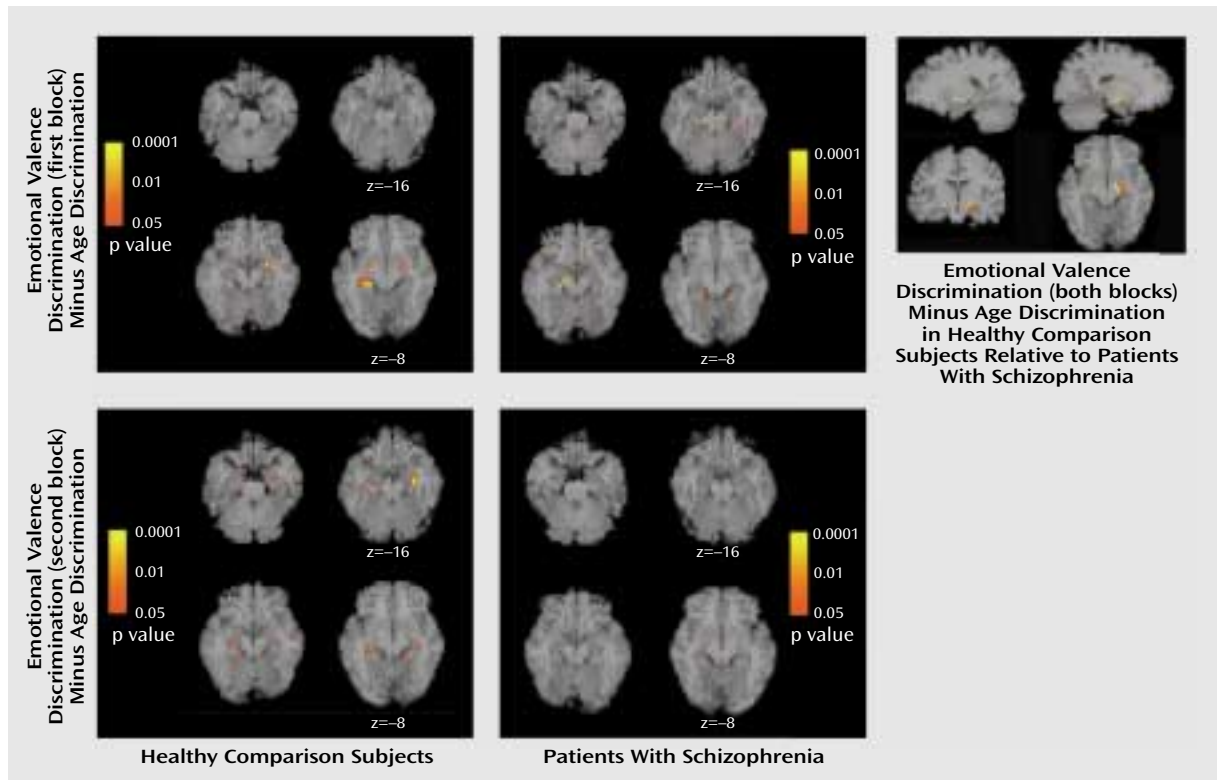 Emotional Valence
Discrimination (first block)
Minus Age Discrimination
0.0001
0.01
0.05
p value
z=–16
z=–8
0.0001
0.01
0.05
p value
z=–16
z=–8
Emotional Valence
Discrimination (both blocks)
Minus Age Discrimination
in Healthy Comparison
Subjects Relative to Patients
With Schizophrenia
Emotional Valence
Discrimination (second block)
Minus Age Discrimination
0.0001
0.01
0.05
p value
z=–16
z=–8
0.0001
0.01
0.05
p value
z=–16
z=–8
Healthy Comparison Subjects
Patients With Schizophrenia